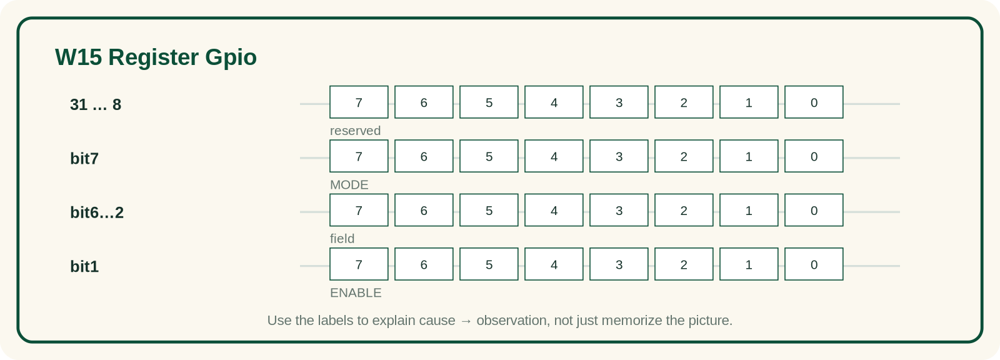 W15 Register Gpio
31 … 8 7 6 5 4 3 2 1 0
reserved
bit7 7 6 5 4 3 2 1 0
MODE
bit6…2 7 6 5 4 3 2 1 0
field
bit1 7 6 5 4 3 2 1 0
ENABLE
Use the labels to explain cause → observation, not just memorize the picture.